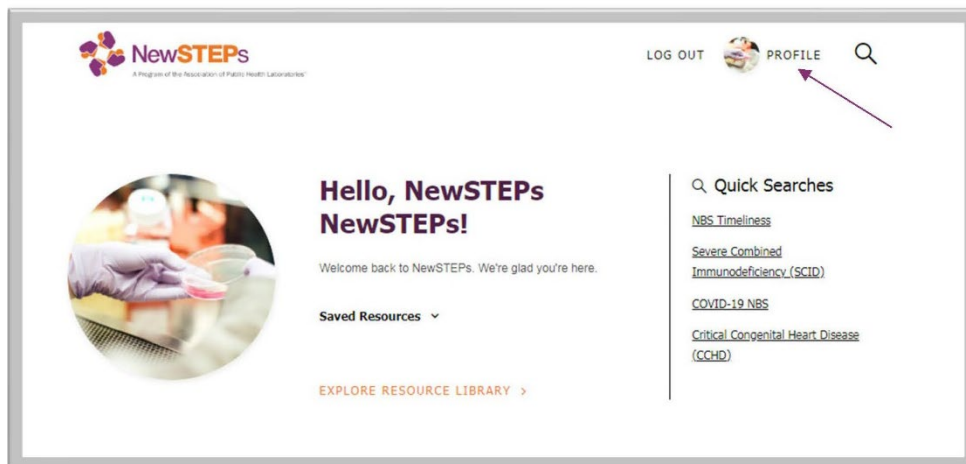 NewSTEPs
A Program of the Association of Public Health Laboratories™
LOG OUT
PROFILE
Hello, NewSTEPs
NewSTEPs!
Welcome back to NewSTEPs. We're glad you're here.
Saved Resources
EXPLORE RESOURCE LIBRARY >
Quick Searches
NBS Timeliness
Severe Combined
Immunodeficiency (SCID)
COVID-19 NBS
Critical Congenital Heart Disease
(CCHD)